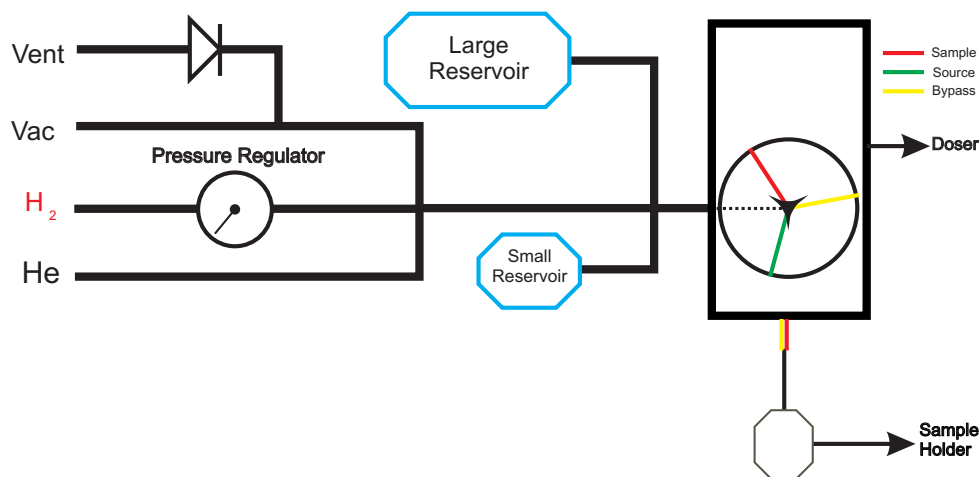 Vent
Vac
H2
He
Pressure Regulator
Large
Reservoir
Small
Reservoir
Sample
Source
Bypass
Doser
Sample
Holder